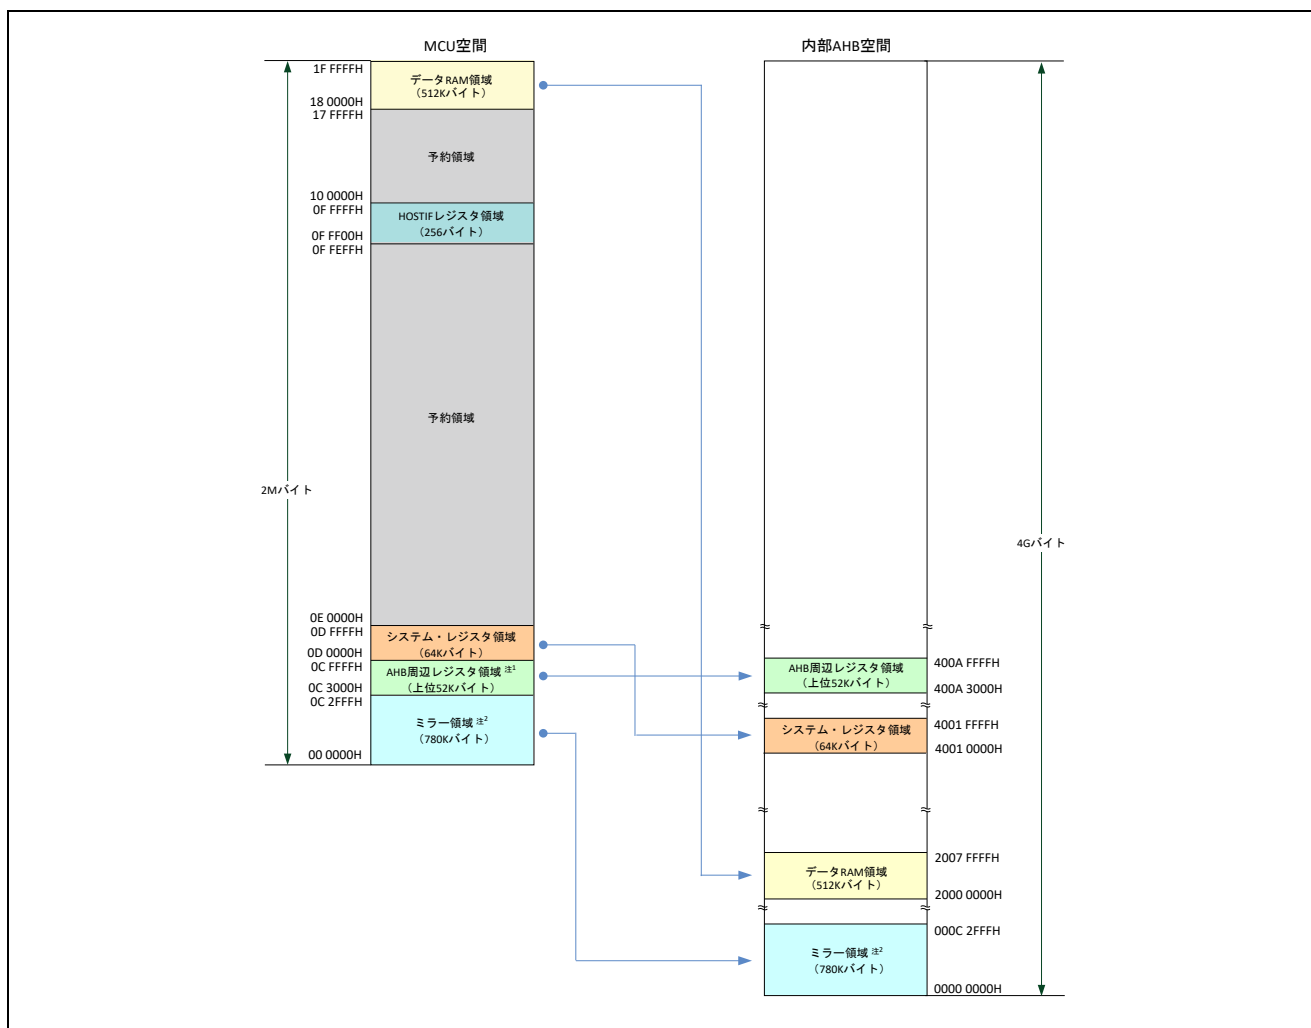 MCU空間
内部AHB空間
1F FFFFH
データRAM領域
（512Kバイト）
18 0000H
17 FFFFH
予約領域
10 0000H
0F FFFFH
HOSTIFレジスタ領域
（256バイト）
0F FF00H
0F FEFFH
予約領域
2Mバイト
4Gバイト
0E 0000H
0D FFFFH
システム・レジスタ領域
（64Kバイト）
0D 0000H
0C FFFFH
AHB周辺レジスタ領域 注1
（上位52Kバイト）
0C 3000H
0C 2FFFH
ミラー領域 注2
（780Kバイト）
00 0000H
AHB周辺レジスタ領域
（上位52Kバイト）
400A FFFFH
400A 3000H
システム・レジスタ領域
（64Kバイト）
4001 FFFFH
4001 0000H
データRAM領域
（512Kバイト）
2007 FFFFH
2000 0000H
ミラー領域 注2
（780Kバイト）
000C 2FFFH
0000 0000H